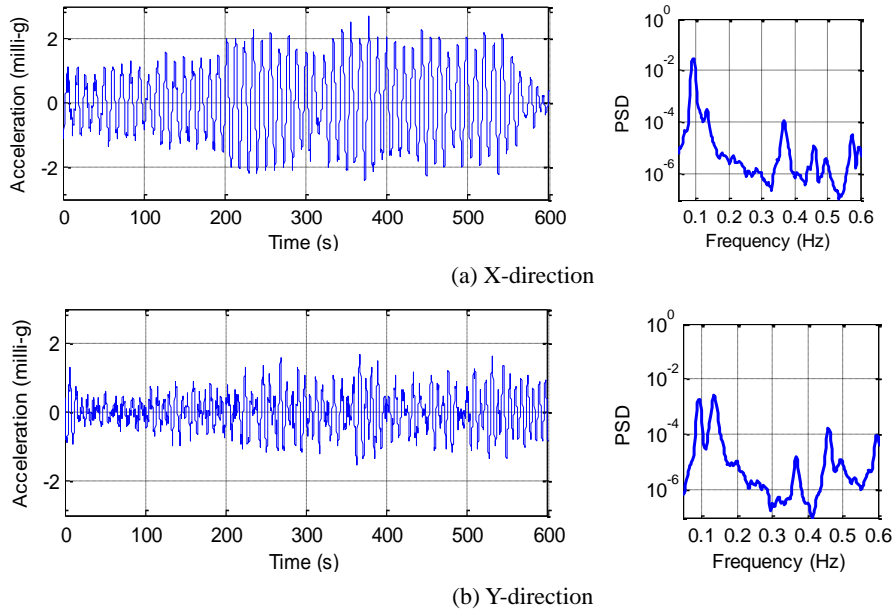 Acceleration (milli-g)
2
0
-2
0 100 200 300 400 500 600
Time (s)
PSD
10^0
10^-2
10^-4
10^-6
0.1 0.2 0.3 0.4 0.5 0.6
Frequency (Hz)
(a) X-direction
Acceleration (milli-g)
2
0
-2
0 100 200 300 400 500 600
Time (s)
PSD
10^0
10^-2
10^-4
10^-6
0.1 0.2 0.3 0.4 0.5 0.6
Frequency (Hz)
(b) Y-direction